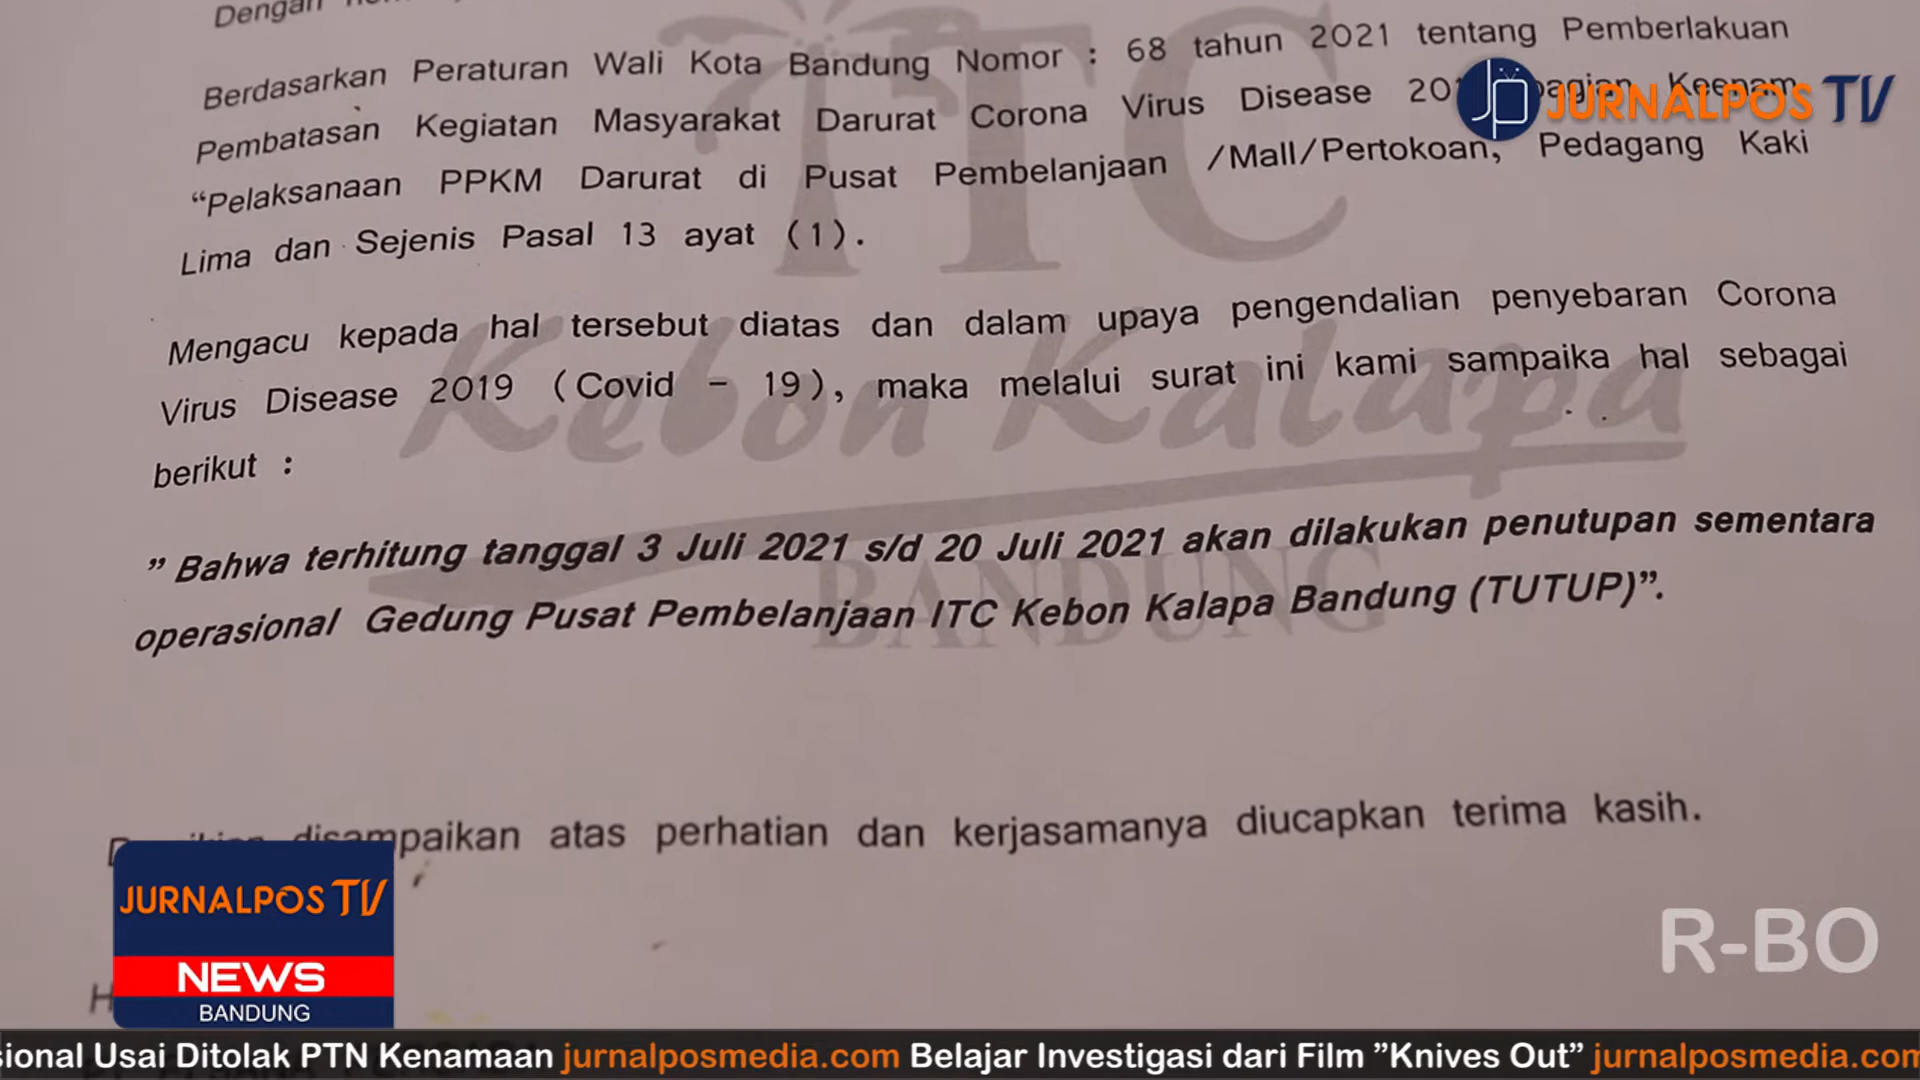 Dengan
Berdasarkan Peraturan Wali Kota Bandung Nomor : 68 tahun 2021 tentang Pemberlakuan
Pembatasan Kegiatan Masyarakat Darurat Corona Virus Disease Keenam
JURNALPOS TV
“Pelaksanaan PPKM Darurat di Pusat Pembelanjaan /Mall/Pertokoan, Pedagang Kaki
Lima dan Sejenis Pasal 13 ayat (1).
ITC
Mengacu kepada hal tersebut diatas dan dalam upaya pengendalian penyebaran Corona
Virus Disease 2019 (Covid - 19), maka melalui surat ini kami sampaika hal sebagai
berikut :
Kebon Kalapa
BANDUNG
” Bahwa terhitung tanggal 3 Juli 2021 s/d 20 Juli 2021 akan dilakukan penutupan sementara
operasional Gedung Pusat Pembelanjaan ITC Kebon Kalapa Bandung (TUTUP)”.
disampaikan atas perhatian dan kerjasamanya diucapkan terima kasih.
JURNALPOS TV
NEWS
BANDUNG
R-BO
sional Usai Ditolak PTN Kenamaan jurnalposmedia.com Belajar Investigasi dari Film ”Knives Out” jurnalposmedia.com